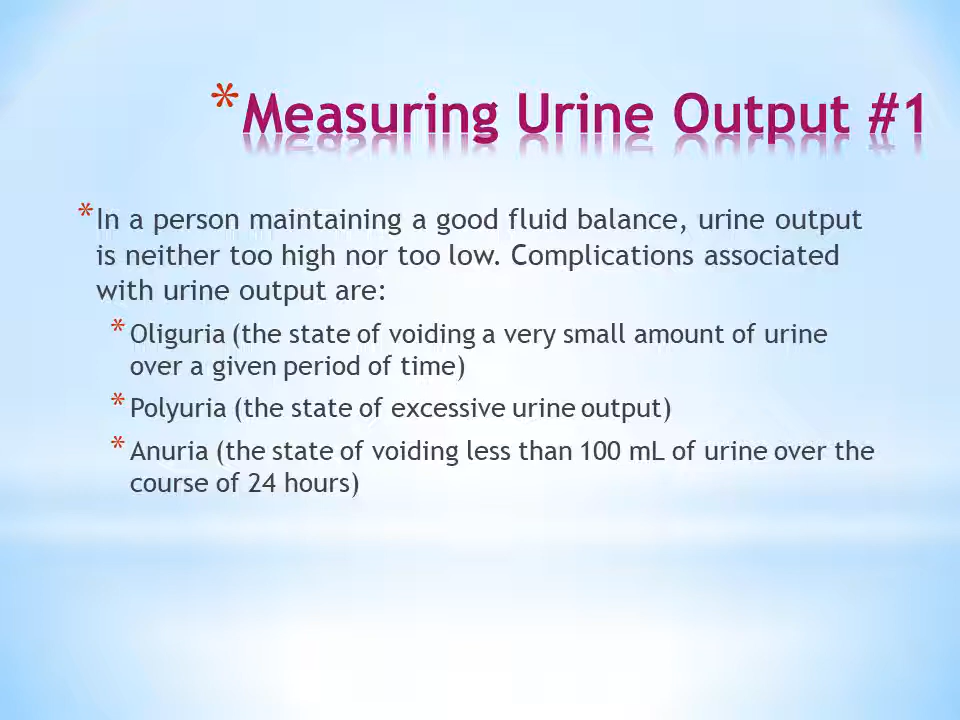 *Measuring Urine Output #1
*In a person maintaining a good fluid balance, urine output
is neither too high nor too low. Complications associated
with urine output are:
*Oliguria (the state of voiding a very small amount of urine
over a given period of time)
*Polyuria (the state of excessive urine output)
*Anuria (the state of voiding less than 100 mL of urine over the
course of 24 hours)